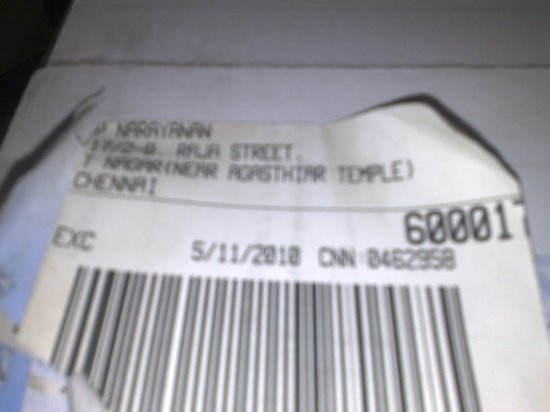 P NARAYANAN
17/2-B RAJA STREET.
T NAGAR(NEAR AGASTHIAR TEMPLE)
CHENNAI
600017
EXC 5/11/2010 CNN 0462958